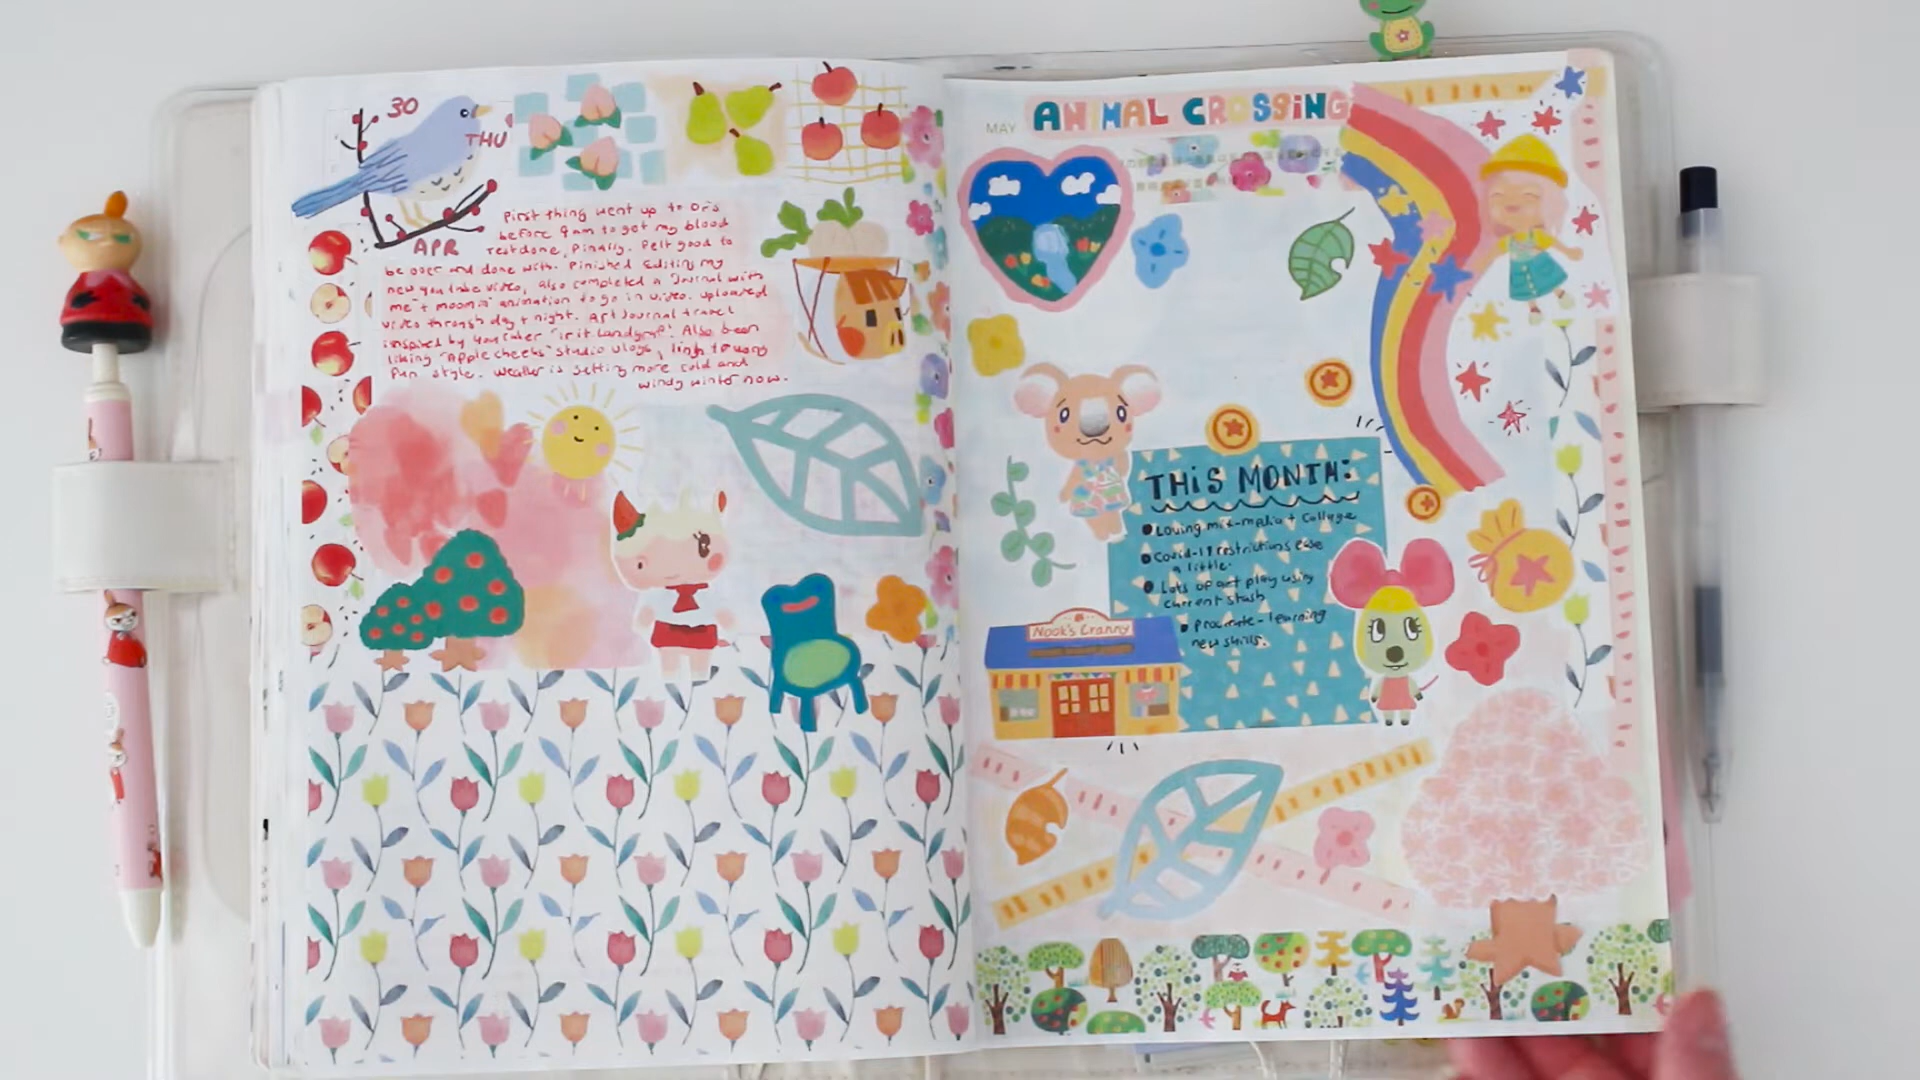 30
THU
APR
First thing went up to Dr's
before 9am to get my blood
Test done, Finally. Felt good to
be over and done with. Finished editing my
new youtube video, Also completed a "Journal with
me" + moomin animation to go in video. uploaded
video through day + night. Art Journal travel
inspired by YouTuber
Also been
liking "Apple cheeks" studio vlogs,
Fun style. Weather is getting more cold and
windy winter now.
MAY
ANIMAL CROSSING
THIS MONTH:
Loving mix-media + collage
Covid-19 restrictions ease
a little.
Lots of art play using
current stash
Procreate - learning
new skills.
Nook's Cranny